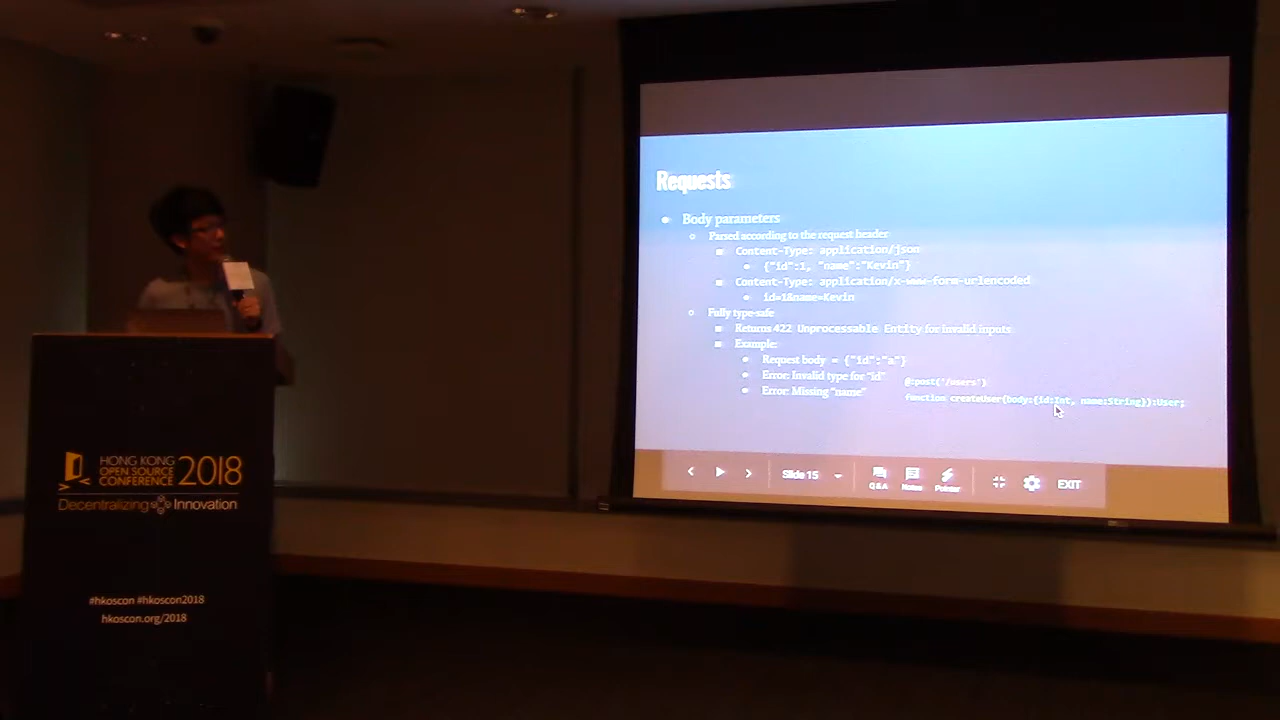 Requests
Body parameters
Parsed according to the request header
Content-Type: application/json
{"id":1, "name":"Kevin"}
Content-Type: application/x-www-form-urlencoded
id=1&name=Kevin
Fully type-safe
Returns 422 Unprocessable Entity for invalid inputs
Example:
Request body = {"id":"a"}
Error: Invalid type for "id"
Error: Missing "name"
@:post('/users')
function createUser(body:{id:Int, name:String}):User;
Slide 15
Q&A
Notes
Pointer
EXIT
HONG KONG
OPEN SOURCE
CONFERENCE 2018
Decentralizing Innovation
#hkoscon #hkoscon2018
hkoscon.org/2018